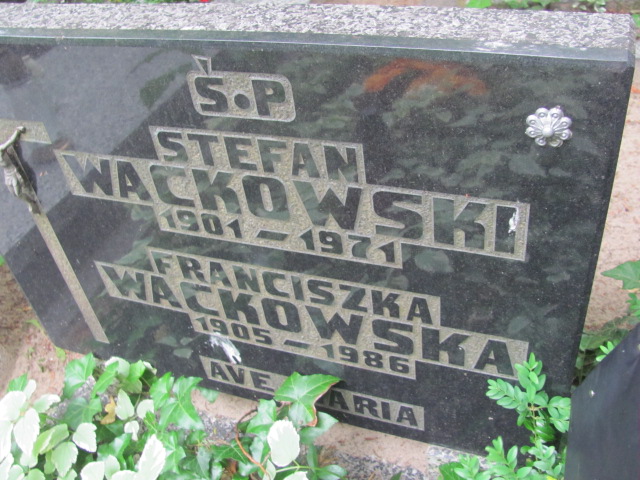 Ś.P
STEFAN
WACKOWSKI
1901-1971
FRANCISZKA
WACKOWSKA
1905-1986
AVE MARIA